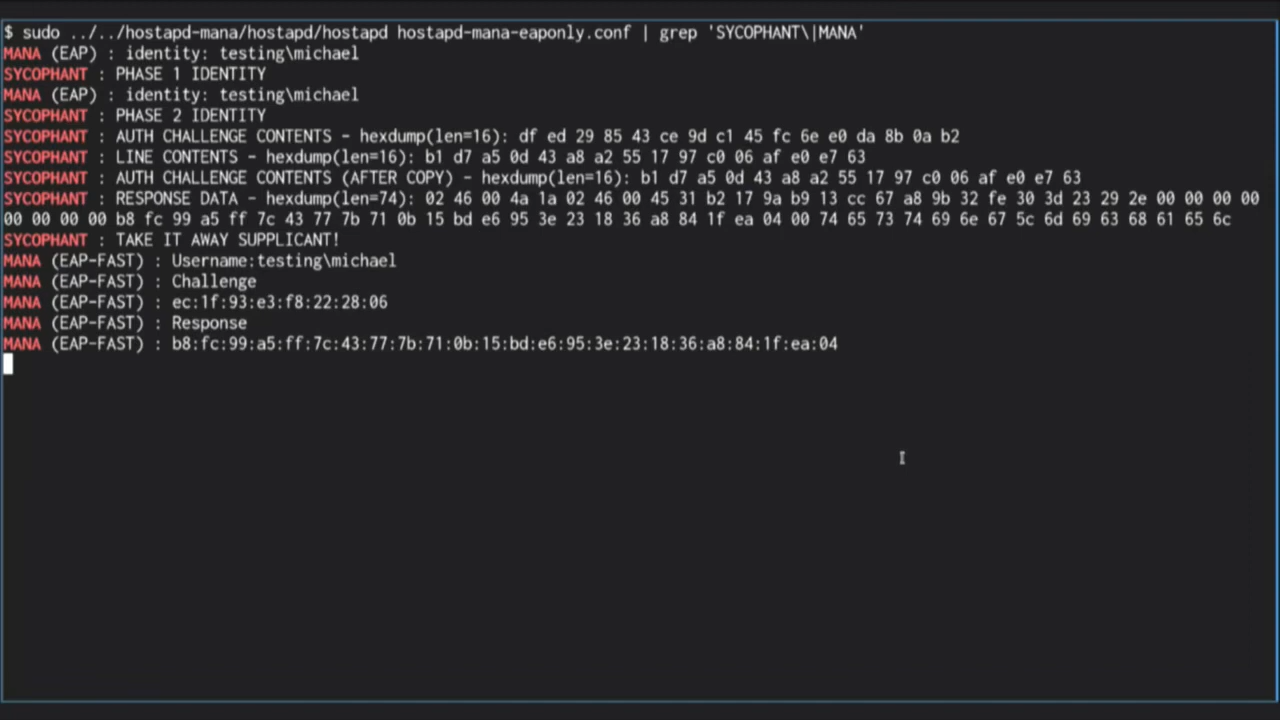 $ sudo ../../hostapd-mana/hostapd/hostapd hostapd-mana-eaponly.conf | grep 'SYCOPHANT\|MANA'
MANA (EAP) : identity: testing\michael
SYCOPHANT : PHASE 1 IDENTITY
MANA (EAP) : identity: testing\michael
SYCOPHANT : PHASE 2 IDENTITY
SYCOPHANT : AUTH CHALLENGE CONTENTS - hexdump(len=16): df ed 29 85 43 ce 9d c1 45 fc 6e e0 da 8b 0a b2
SYCOPHANT : LINE CONTENTS - hexdump(len=16): b1 d7 a5 0d 43 a8 a2 55 17 97 c0 06 af e0 e7 63
SYCOPHANT : AUTH CHALLENGE CONTENTS (AFTER COPY) - hexdump(len=16): b1 d7 a5 0d 43 a8 a2 55 17 97 c0 06 af e0 e7 63
SYCOPHANT : RESPONSE DATA - hexdump(len=74): 02 46 00 4a 1a 02 46 00 45 31 b2 17 9a b9 13 cc 67 a8 9b 32 fe 30 3d 23 29 2e 00 00 00 00
00 00 00 00 b8 fc 99 a5 ff 7c 43 77 7b 71 0b 15 bd e6 95 3e 23 18 36 a8 84 1f ea 04 00 74 65 73 74 69 6e 67 5c 6d 69 63 68 61 65 6c
SYCOPHANT : TAKE IT AWAY SUPPLICANT!
MANA (EAP-FAST) : Username:testing\michael
MANA (EAP-FAST) : Challenge
MANA (EAP-FAST) : ec:1f:93:e3:f8:22:28:06
MANA (EAP-FAST) : Response
MANA (EAP-FAST) : b8:fc:99:a5:ff:7c:43:77:7b:71:0b:15:bd:e6:95:3e:23:18:36:a8:84:1f:ea:04